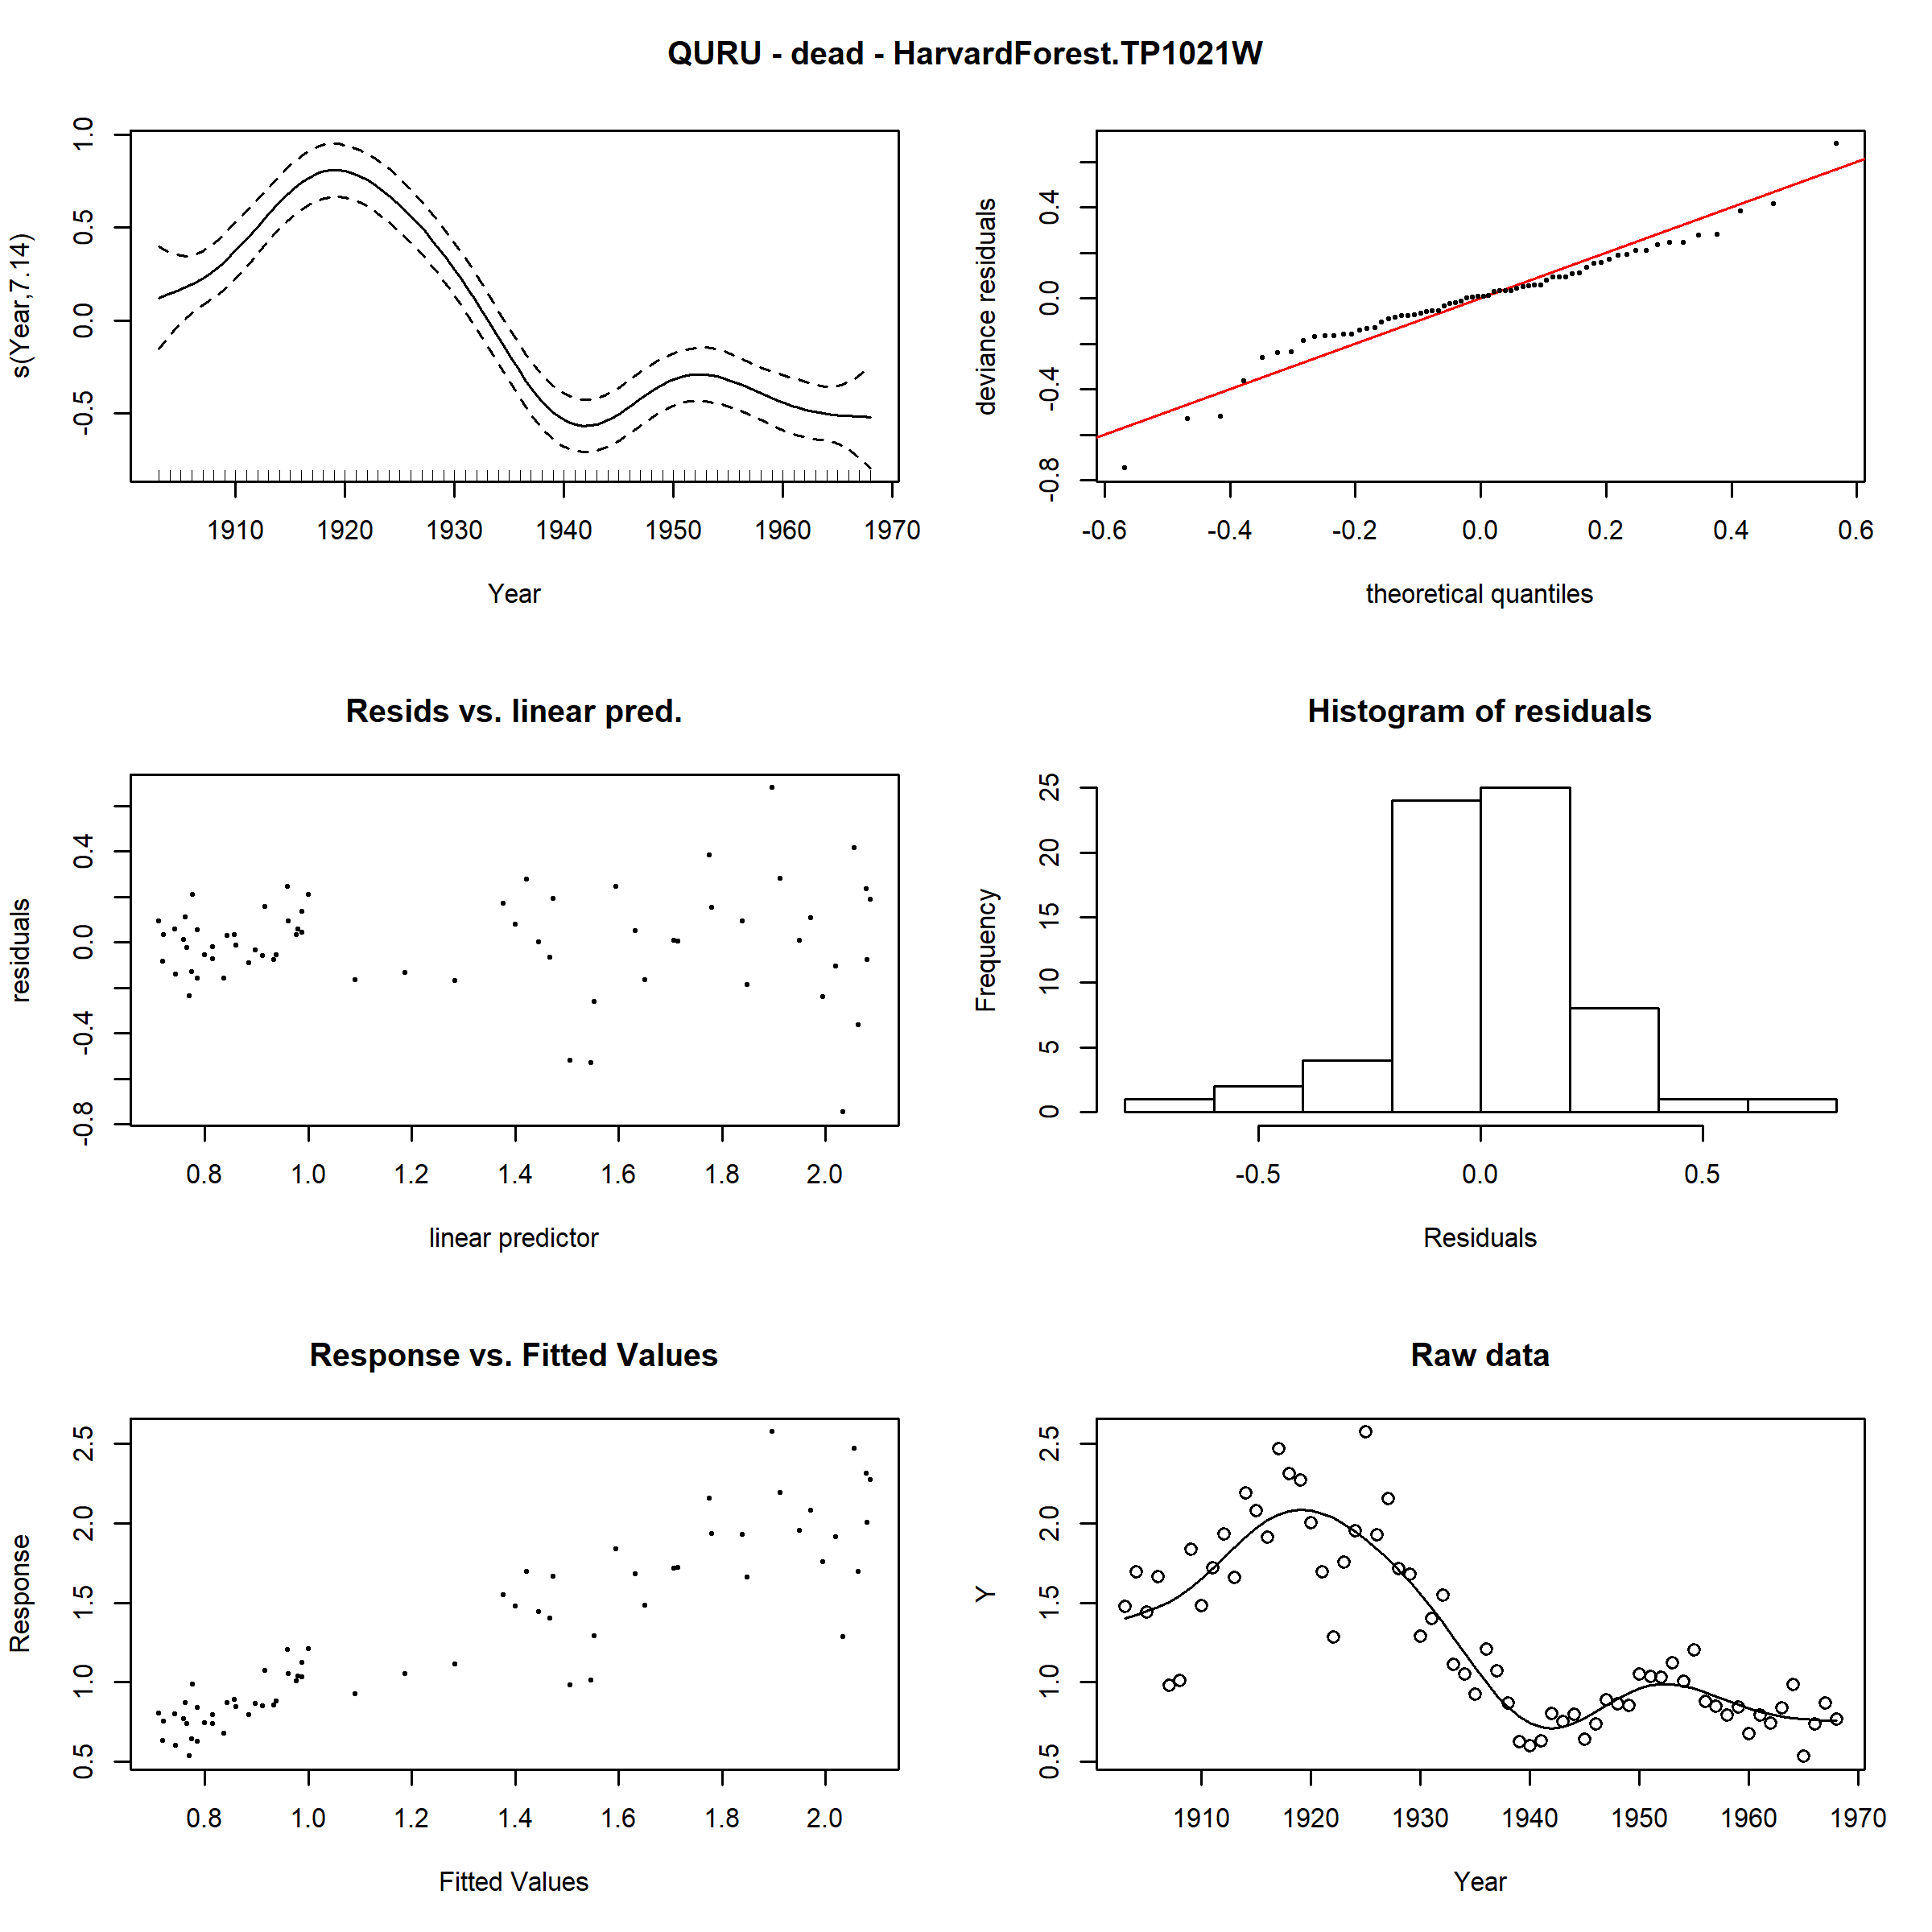 QURU - dead - HarvardForest.TP1021W
s(Year,7.14)
1.0
0.5
0.0
-0.5
1910 1920 1930 1940 1950 1960 1970
Year
deviance residuals
0.4
0.0
-0.4
-0.8
-0.6 -0.4 -0.2 0.0 0.2 0.4 0.6
theoretical quantiles
Resids vs. linear pred.
residuals
0.4
0.0
-0.4
-0.8
0.8 1.0 1.2 1.4 1.6 1.8 2.0
linear predictor
Histogram of residuals
Frequency
25
20
15
10
5
0
-0.5 0.0 0.5
Residuals
Response vs. Fitted Values
Response
2.5
2.0
1.5
1.0
0.5
0.8 1.0 1.2 1.4 1.6 1.8 2.0
Fitted Values
Raw data
Y
2.5
2.0
1.5
1.0
0.5
1910 1920 1930 1940 1950 1960 1970
Year